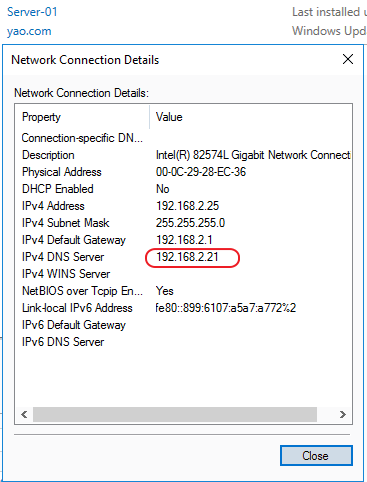 Server-01 Last installed u
yao.com Windows Upd
Network Connection Details
Network Connection Details:
Property Value
Connection-specific DN...
Description Intel(R) 82574L Gigabit Network Connect
Physical Address 00-0C-29-28-EC-36
DHCP Enabled No
IPv4 Address 192.168.2.25
IPv4 Subnet Mask 255.255.255.0
IPv4 Default Gateway 192.168.2.1
IPv4 DNS Server 192.168.2.21
IPv4 WINS Server
NetBIOS over Tcpip En... Yes
Link-local IPv6 Address fe80::899:6107:a5a7:a772%2
IPv6 Default Gateway
IPv6 DNS Server
Close